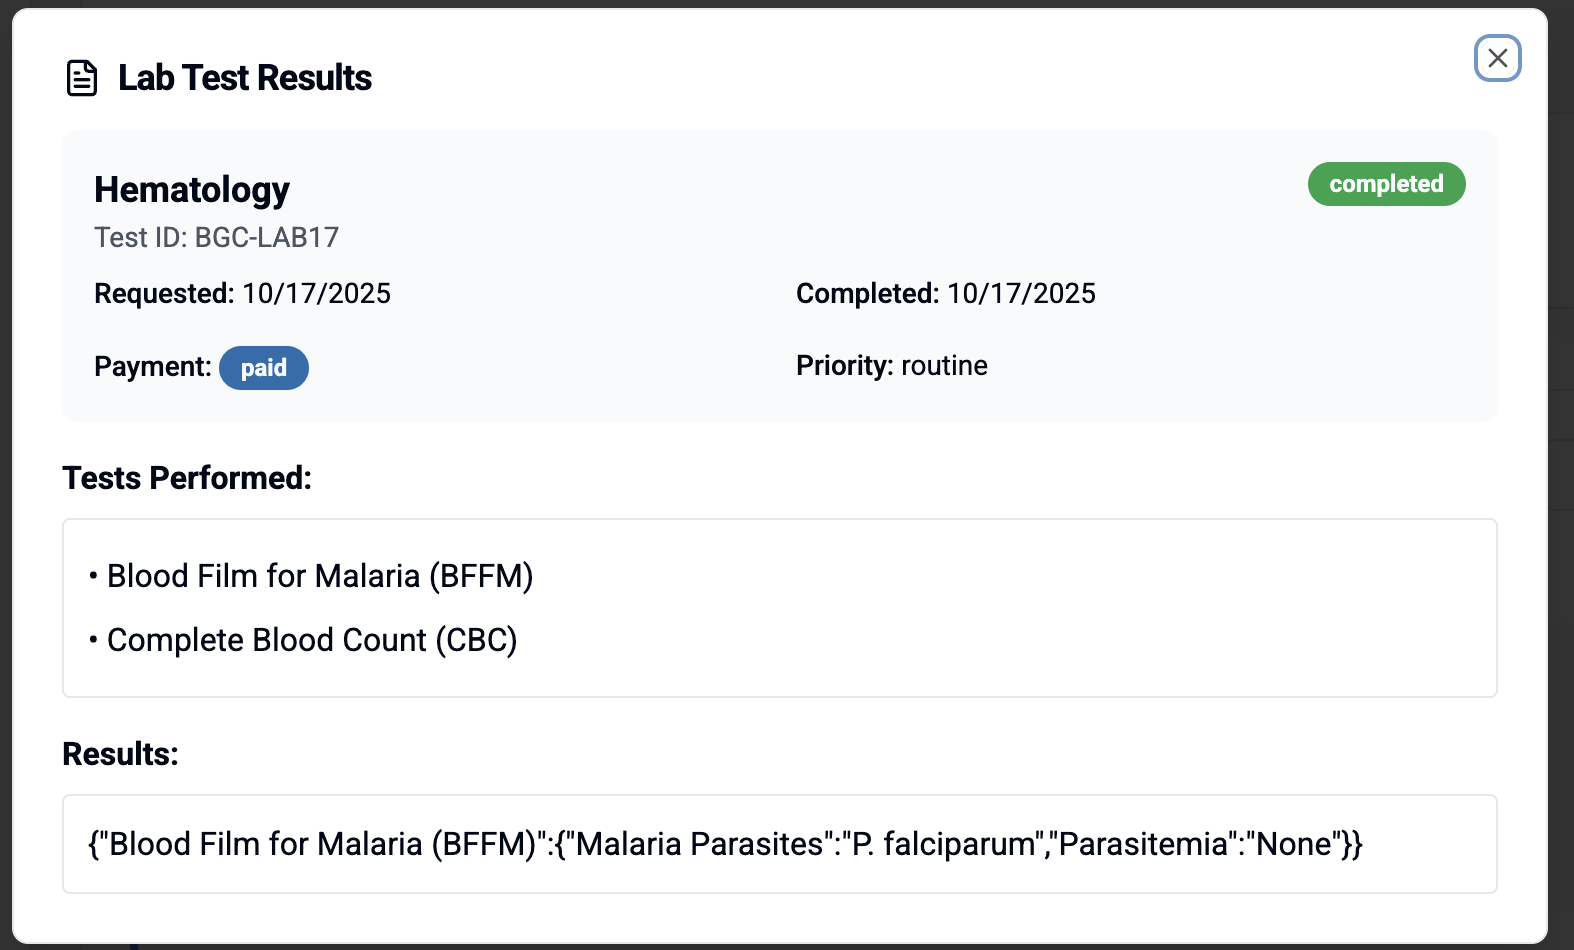 Lab Test Results
Hematology
completed
Test ID: BGC-LAB17
Requested: 10/17/2025
Completed: 10/17/2025
Payment: paid
Priority: routine
Tests Performed:
• Blood Film for Malaria (BFFM)
• Complete Blood Count (CBC)
Results:
{"Blood Film for Malaria (BFFM)":{"Malaria Parasites":"P. falciparum","Parasitemia":"None"}}